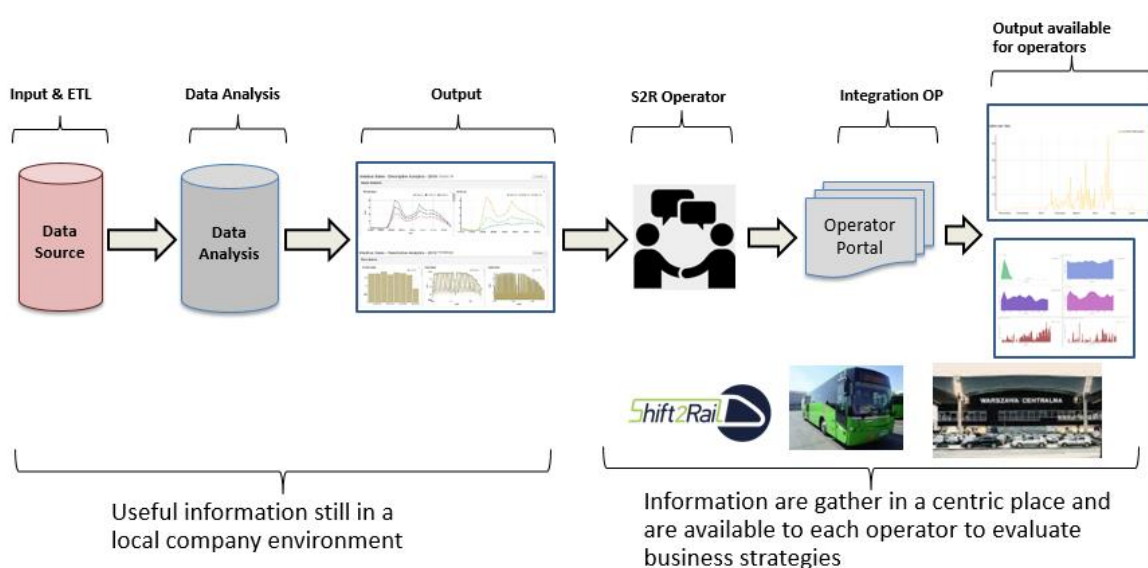 Output available
for operators
Input & ETL
Data Analysis
Output
S2R Operator
Integration OP
Data
Source
Data
Analysis
Operator
Portal
Shift2Rail
WARSZAWA CENTRALNA
Useful information still in a
local company environment
Information are gather in a centric place and
are available to each operator to evaluate
business strategies